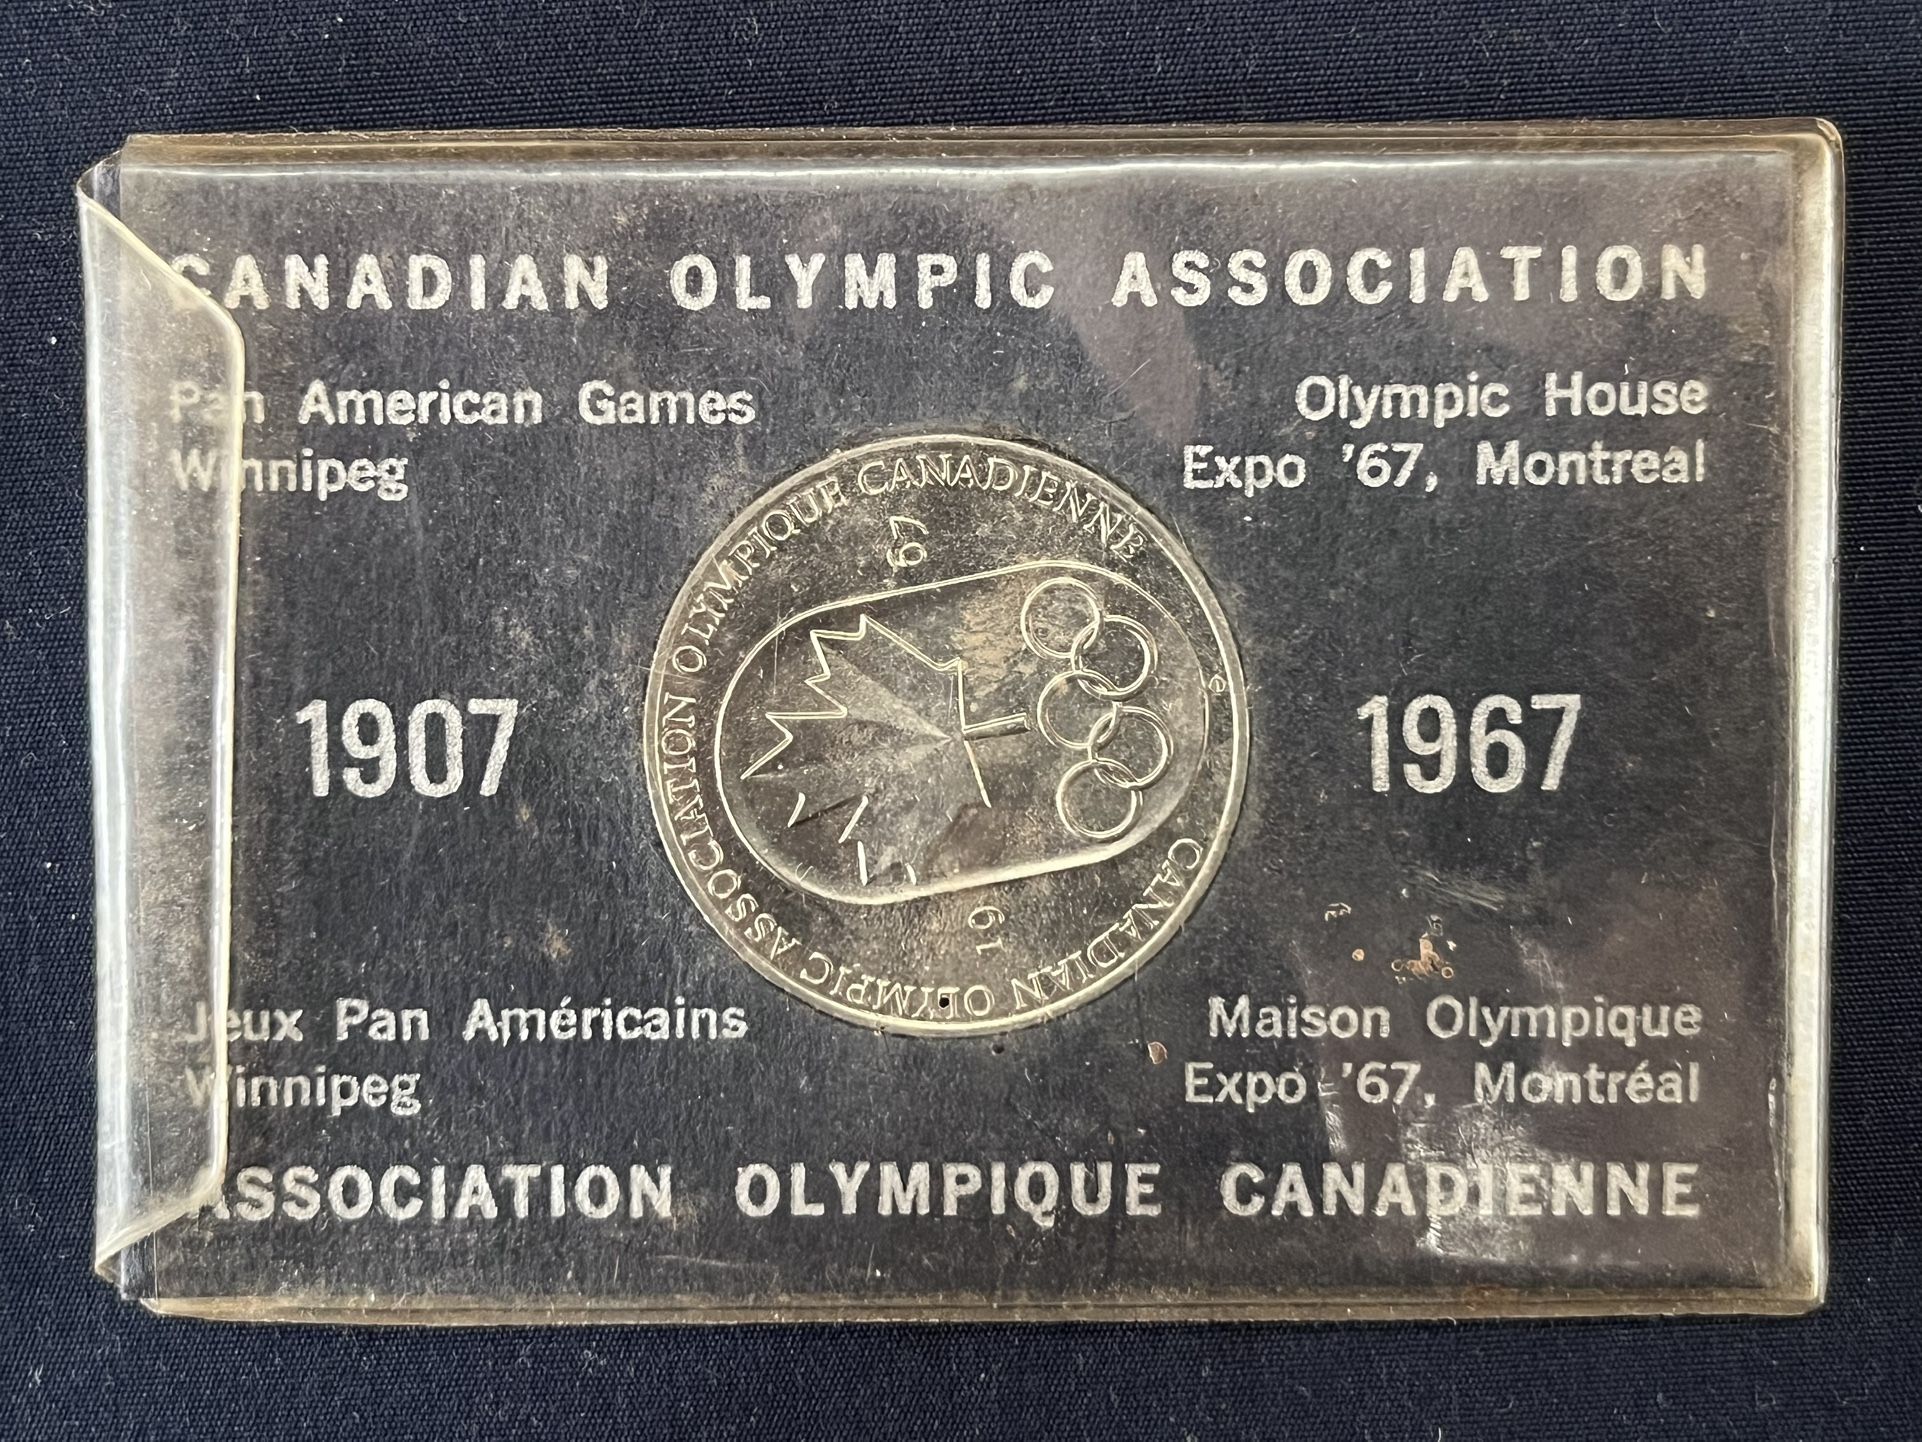 CANADIAN OLYMPIC ASSOCIATION
Pan American Games
Winnipeg
Olympic House
Expo '67, Montreal
ASSOCIATION OLYMPIQUE CANADIENNE
CANADIAN OLYMPIC ASSOCIATION
19 67
1907
1967
Jeux Pan Américains
Winnipeg
Maison Olympique
Expo '67, Montréal
ASSOCIATION OLYMPIQUE CANADIENNE